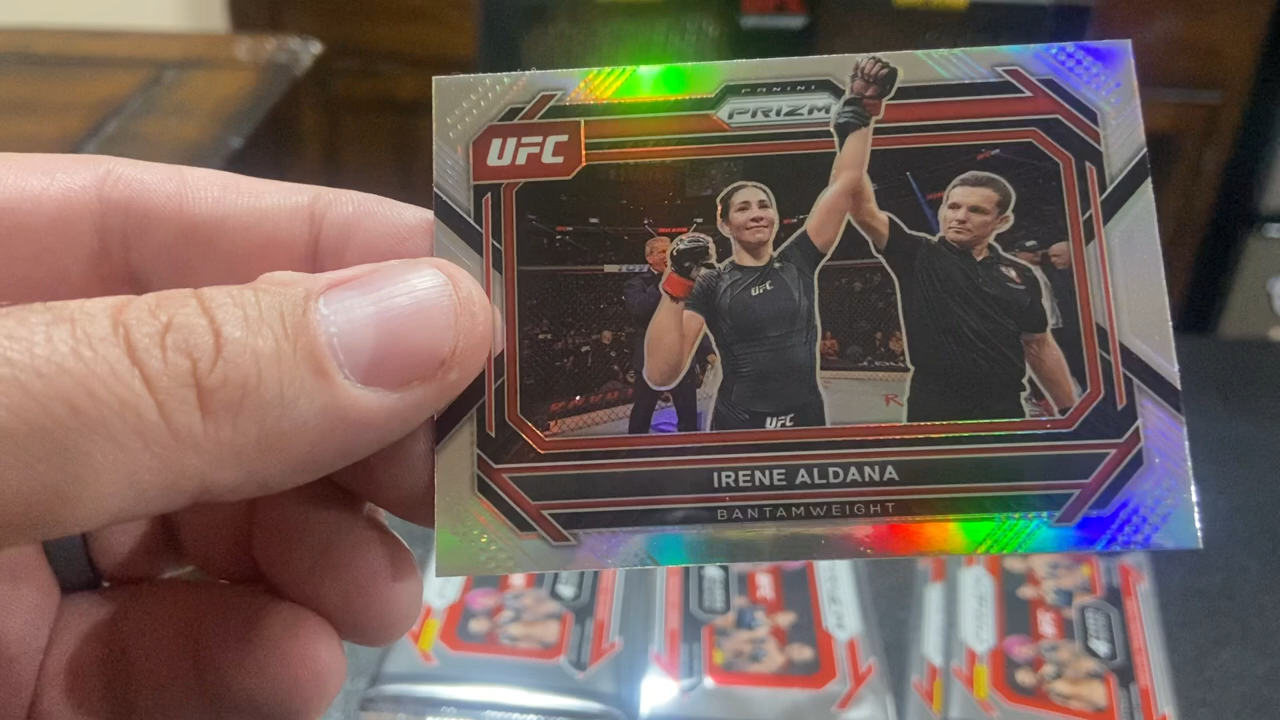 PANINI
PRIZM
UFC
UFC
UFC
IRENE ALDANA
BANTAMWEIGHT